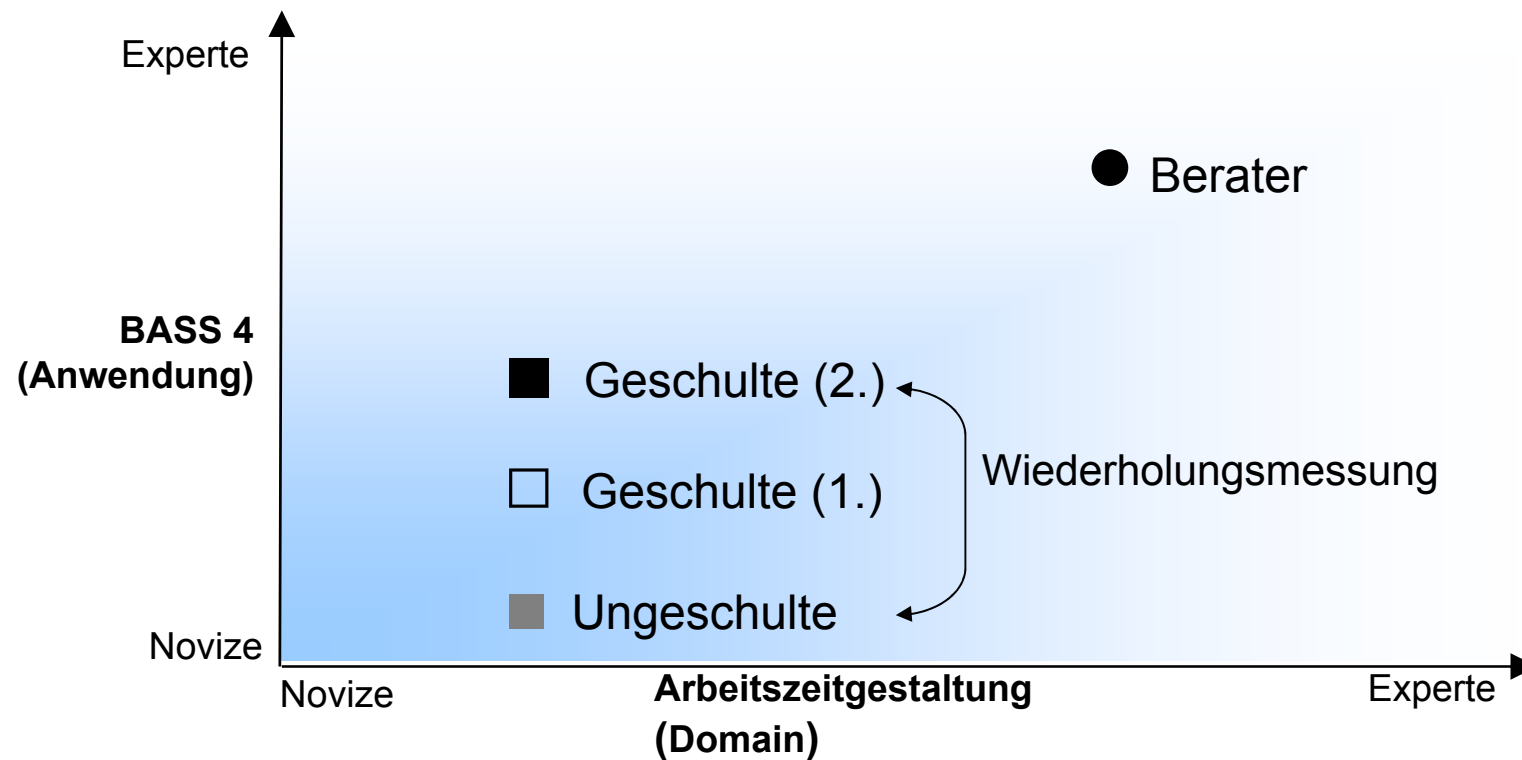 Experte
Berater
BASS 4
(Anwendung)
Geschulte (2.)
Wiederholungsmessung
Geschulte (1.)
Ungeschulte
Novize
Novize
Arbeitszeitgestaltung
(Domain)
Experte